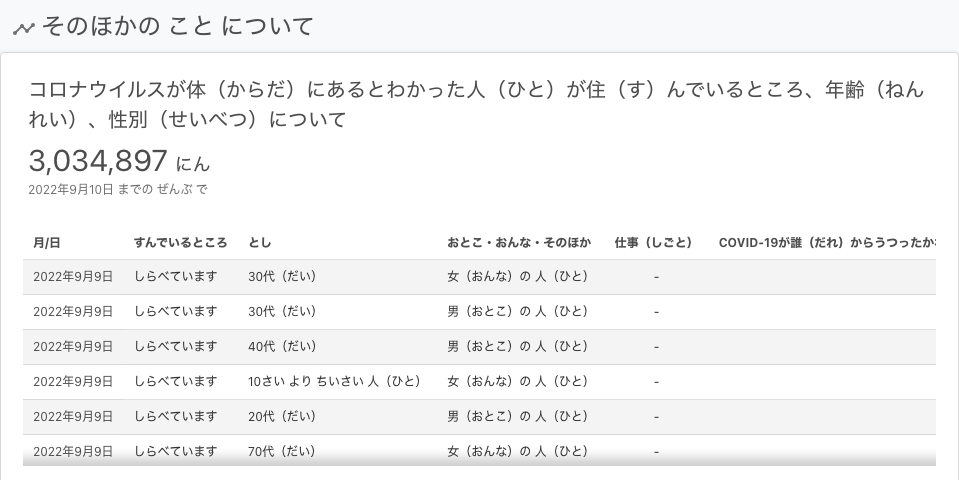 そのほかの こと について
コロナウイルスが体（からだ）にあるとわかった人（ひと）が住（す）んでいるところ、年齢（ねん
れい）、性別（せいべつ）について
3,034,897 にん
2022年9月10日 までの ぜんぶ で
月/日 すんでいるところ とし おとこ・おんな・そのほか 仕事（しごと） COVID-19が誰（だれ）からうつったか
2022年9月9日 しらべています 30代（だい） 女（おんな）の 人（ひと） -
2022年9月9日 しらべています 30代（だい） 男（おとこ）の 人（ひと） -
2022年9月9日 しらべています 40代（だい） 男（おとこ）の 人（ひと） -
2022年9月9日 しらべています 10さい より ちいさい 人（ひと） 女（おんな）の 人（ひと） -
2022年9月9日 しらべています 20代（だい） 男（おとこ）の 人（ひと） -
2022年9月9日 しらべています 70代（だい） 女（おんな）の 人（ひと） -